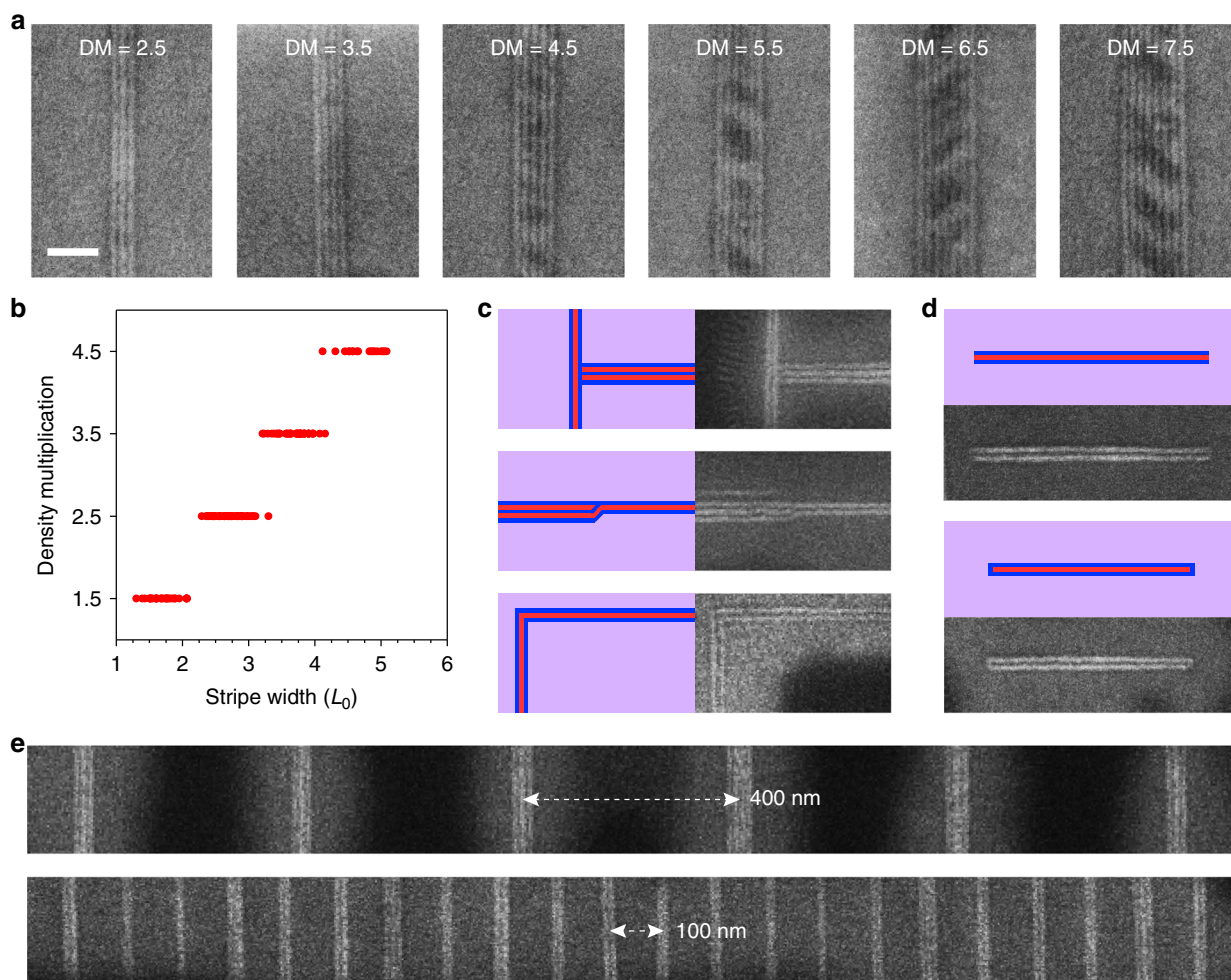 a
DM = 2.5 DM = 3.5 DM = 4.5 DM = 5.5 DM = 6.5 DM = 7.5
b
Density multiplication
4.5
3.5
2.5
1.5
1 2 3 4 5 6
Stripe width (L0)
c
d
e
400 nm
100 nm